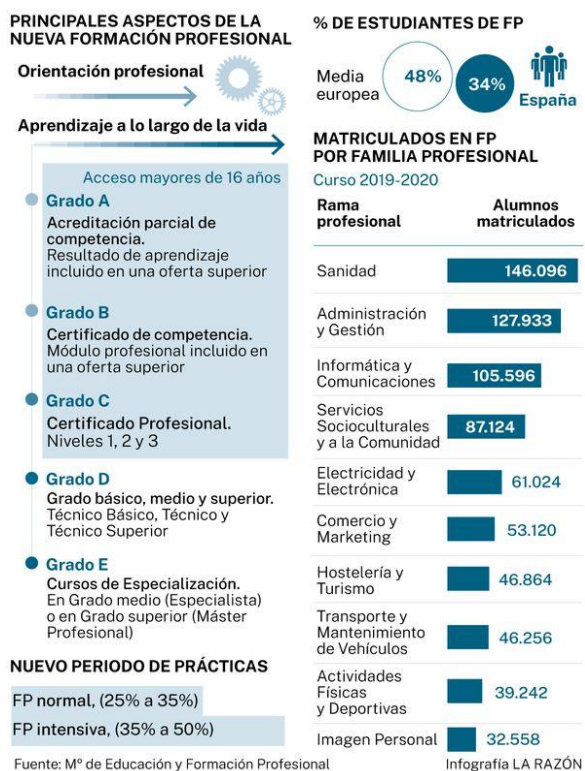 PRINCIPALES ASPECTOS DE LA
NUEVA FORMACIÓN PROFESIONAL
Orientación profesional
Aprendizaje a lo largo de la vida
Acceso mayores de 16 años
Grado A
Acreditación parcial de
competencia.
Resultado de aprendizaje
incluido en una oferta superior
Grado B
Certificado de competencia.
Módulo profesional incluido en
una oferta superior
Grado C
Certificado Profesional.
Niveles 1, 2 y 3
Grado D
Grado básico, medio y superior.
Técnico Básico, Técnico y
Técnico Superior
Grado E
Cursos de Especialización.
En Grado medio (Especialista)
o en Grado superior (Máster
Profesional)
NUEVO PERIODO DE PRÁCTICAS
FP normal, (25% a 35%)
FP intensiva, (35% a 50%)
% DE ESTUDIANTES DE FP
Media
europea
48%
34%
España
MATRICULADOS EN FP
POR FAMILIA PROFESIONAL
Curso 2019-2020
Rama
profesional
Alumnos
matriculados
Sanidad
146.096
Administración
y Gestión
127.933
Informática y
Comunicaciones
105.596
Servicios
Socioculturales
y a la Comunidad
87.124
Electricidad y
Electrónica
61.024
Comercio y
Marketing
53.120
Hostelería y
Turismo
46.864
Transporte y
Mantenimiento
de Vehículos
46.256
Actividades
Físicas
y Deportivas
39.242
Imagen Personal
32.558
Fuente: Mº de Educación y Formación Profesional
Infografía LA RAZÓN